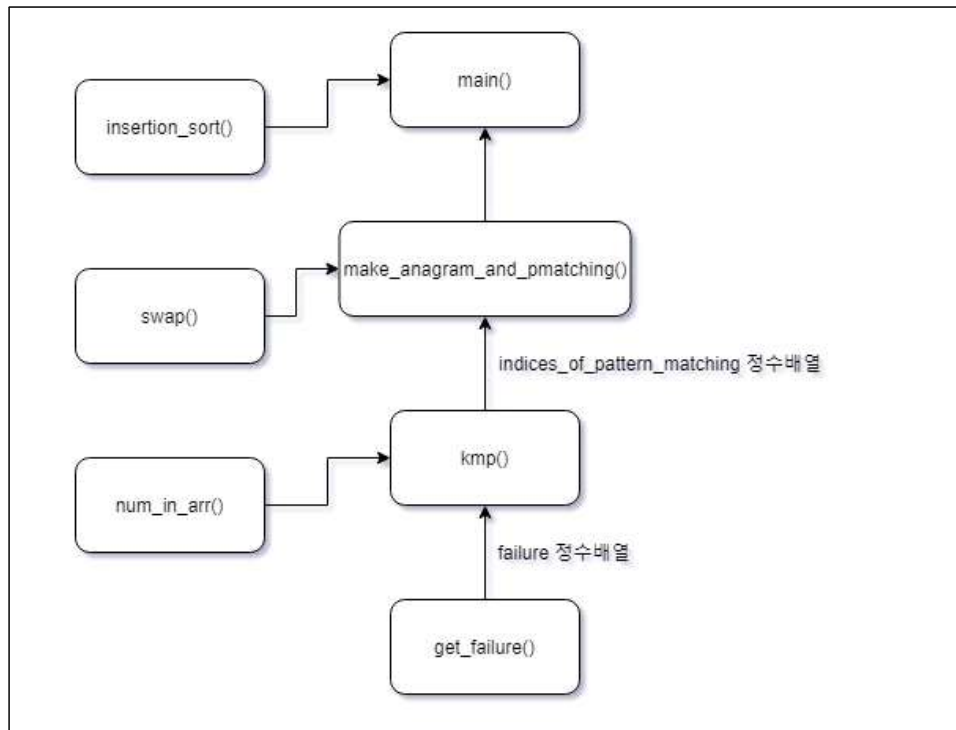 main()
insertion_sort()
make_anagram_and_pmatching()
swap()
indices_of_pattern_matching 정수배열
kmp()
num_in_arr()
failure 정수배열
get_failure()